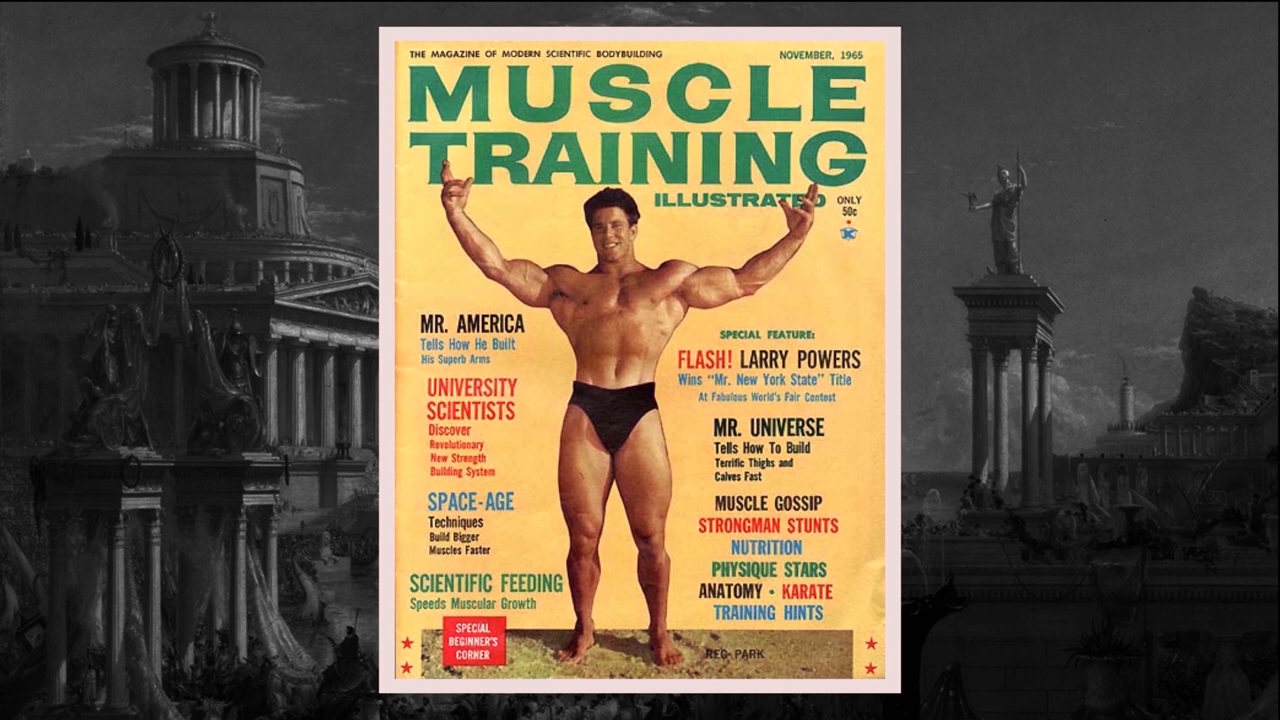 THE MAGAZINE OF MODERN SCIENTIFIC BODYBUILDING
NOVEMBER, 1965
MUSCLE
TRAINING
ILLUSTRATED
ONLY
50c
MR. AMERICA
Tells How He Built
His Superb Arms
UNIVERSITY
SCIENTISTS
Discover
Revolutionary
New Strength
Building System
SPACE-AGE
Techniques
Build Bigger
Muscles Faster
SCIENTIFIC FEEDING
Speeds Muscular Growth
SPECIAL
BEGINNER'S
CORNER
SPECIAL FEATURE:
FLASH! LARRY POWERS
Wins "Mr. New York State" Title
At Fabulous World's Fair Contest
MR. UNIVERSE
Tells How To Build
Terrific Thighs and
Calves Fast
MUSCLE GOSSIP
STRONGMAN STUNTS
NUTRITION
PHYSIQUE STARS
ANATOMY • KARATE
TRAINING HINTS
REG PARK